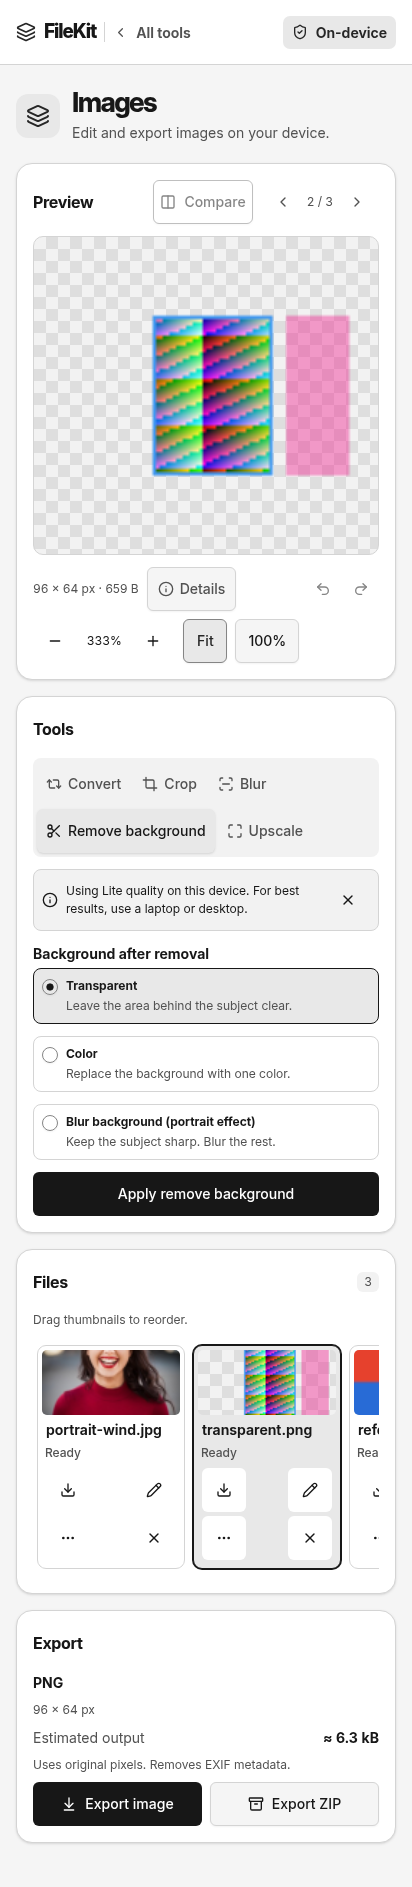 FileKit
All tools
On-device
Images
Edit and export images on your device.
Preview
Compare
2 / 3
96 × 64 px · 659 B
Details
333%
Fit
100%
Tools
Convert
Crop
Blur
Remove background
Upscale
Using Lite quality on this device. For best
results, use a laptop or desktop.
Background after removal
Transparent
Leave the area behind the subject clear.
Color
Replace the background with one color.
Blur background (portrait effect)
Keep the subject sharp. Blur the rest.
Apply remove background
Files
3
Drag thumbnails to reorder.
portrait-wind.jpg
Ready
transparent.png
Ready
Export
PNG
96 × 64 px
Estimated output
≈ 6.3 kB
Uses original pixels. Removes EXIF metadata.
Export image
Export ZIP